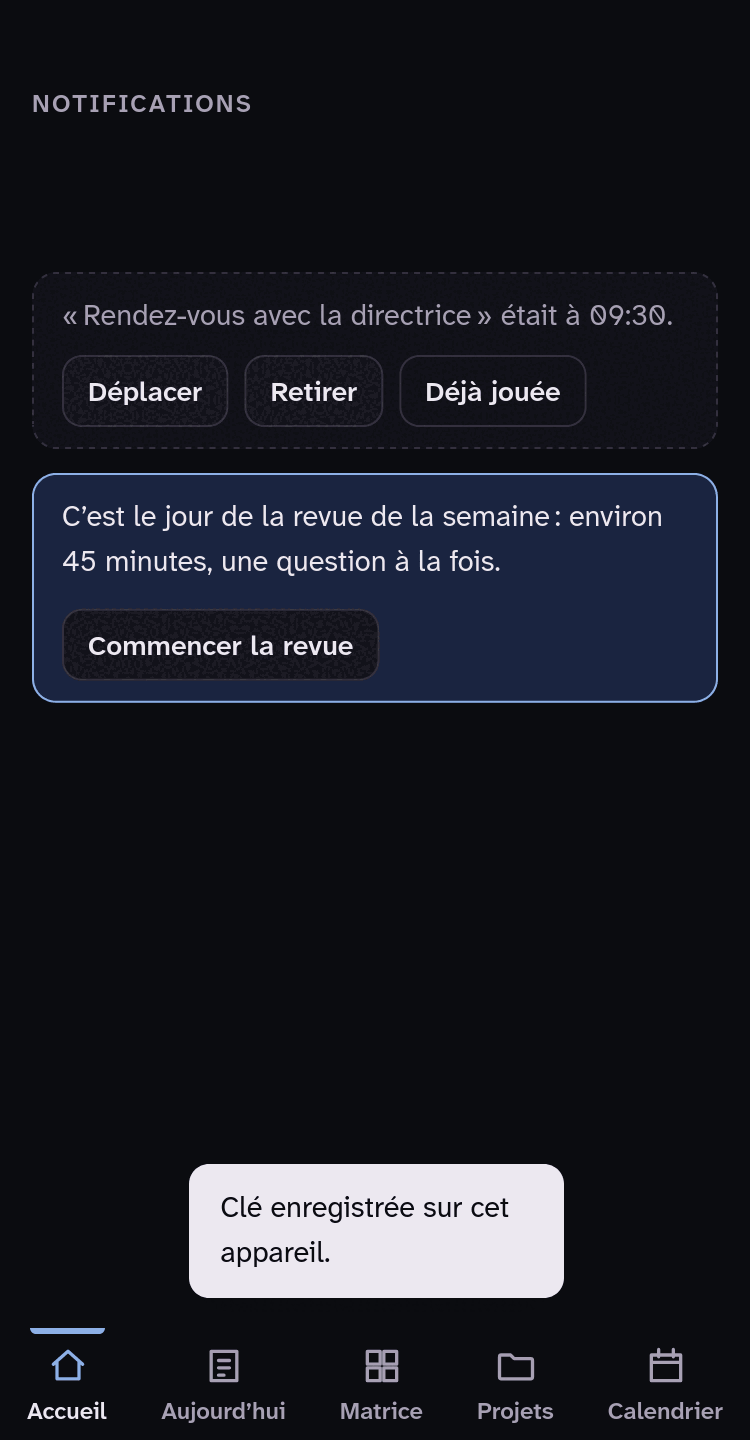 NOTIFICATIONS
« Rendez-vous avec la directrice » était à 09:30.
Déplacer
Retirer
Déjà jouée
C’est le jour de la revue de la semaine : environ
45 minutes, une question à la fois.
Commencer la revue
Clé enregistrée sur cet
appareil.
Accueil
Aujourd’hui
Matrice
Projets
Calendrier